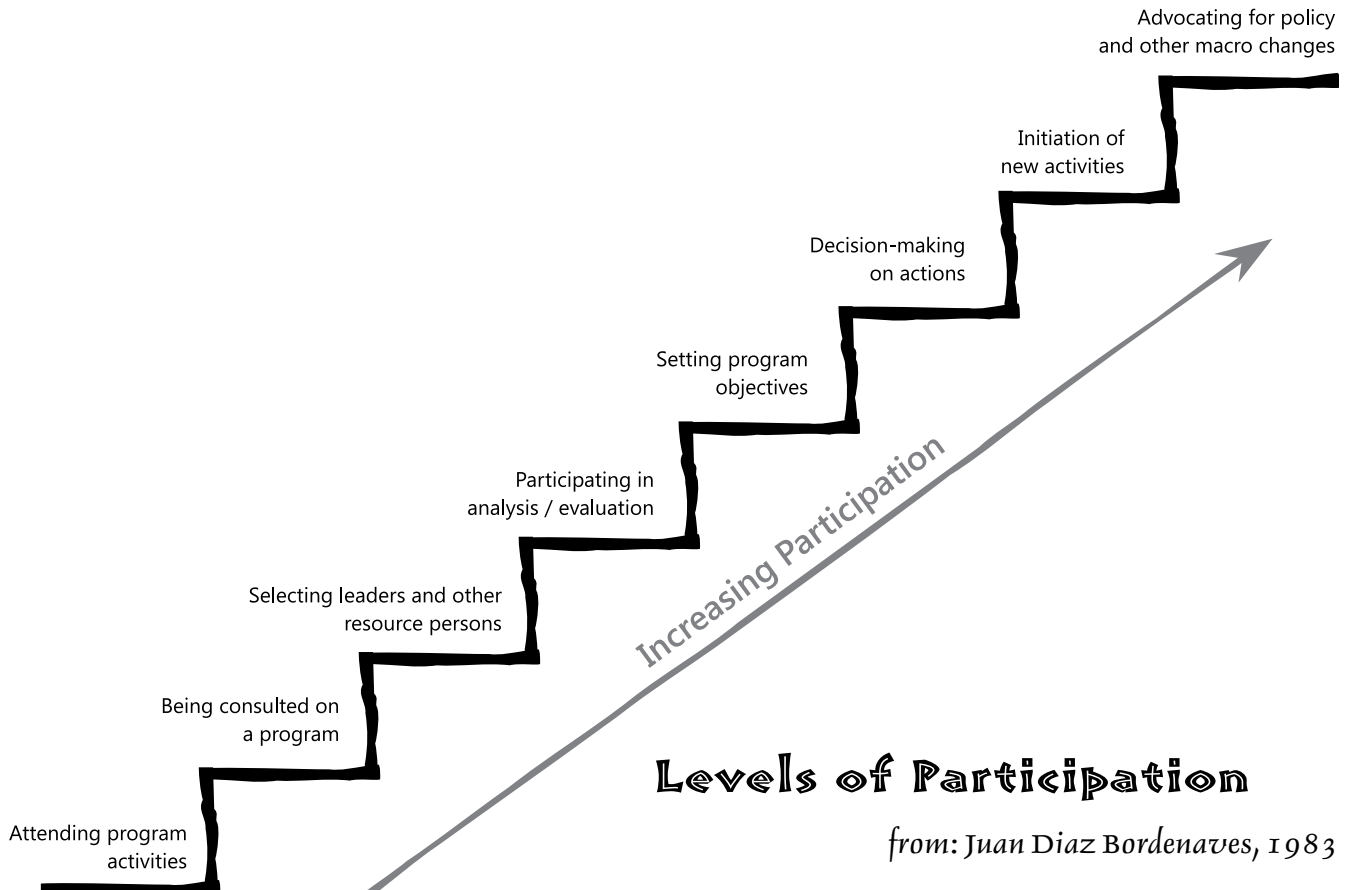 Advocating for policy
and other macro changes
Initiation of
new activities
Decision-making
on actions
Setting program
objectives
Participating in
analysis / evaluation
Selecting leaders and other
resource persons
Being consulted on
a program
Attending program
activities
Increasing Participation
Levels of Participation
from: Juan Diaz Bordenaves, 1983